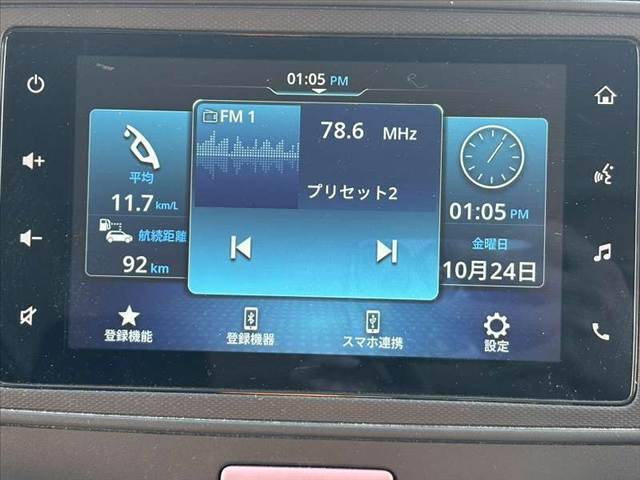 01:05 PM
FM 1
78.6 MHz
プリセット2
平均
11.7 km/L
航続距離
92 km
01:05 PM
金曜日
10月24日
登録機能
登録機器
スマホ連携
設定